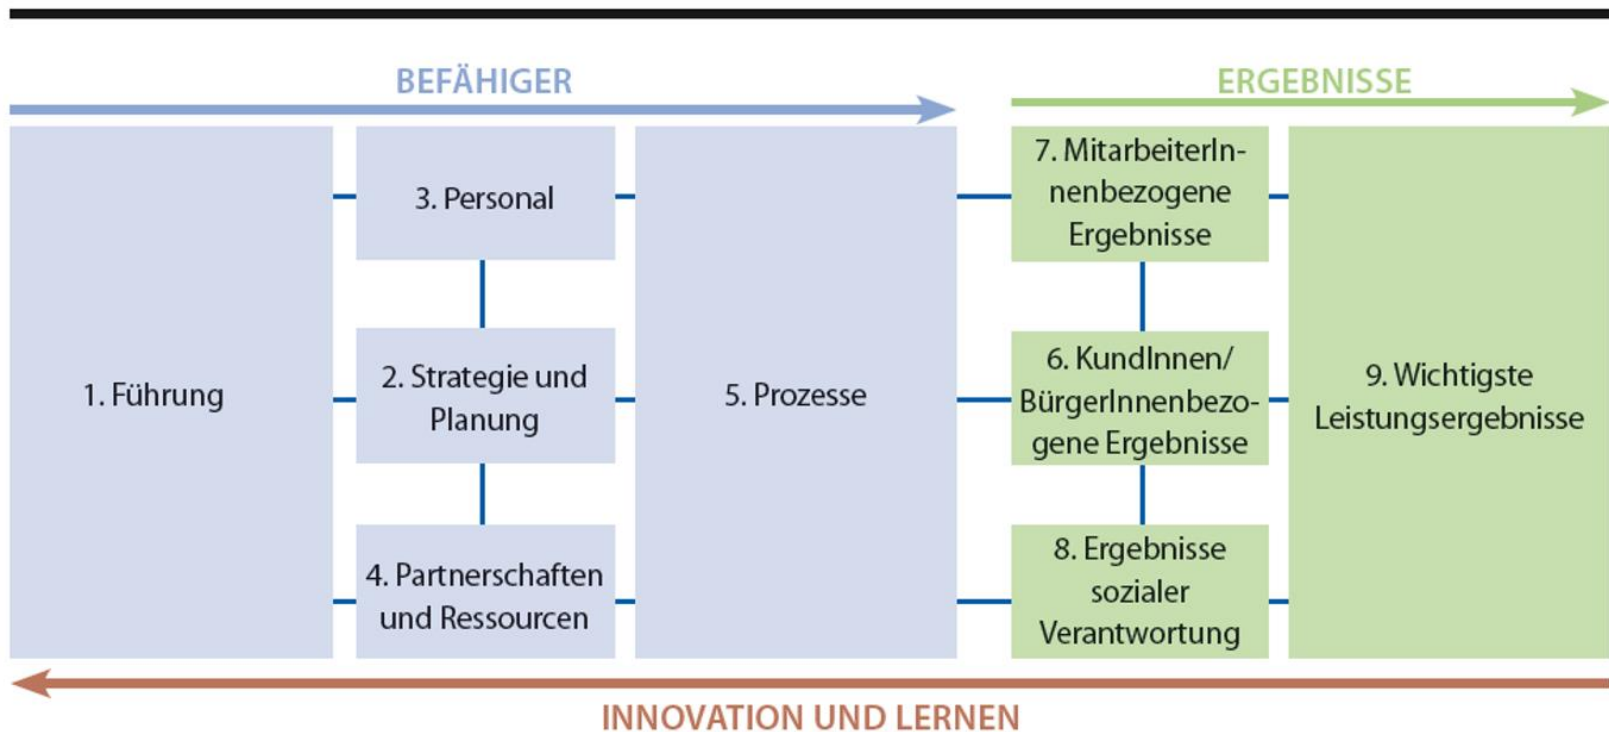 BEFÄHIGER
ERGEBNISSE
1. Führung
3. Personal
2. Strategie und
Planung
4. Partnerschaften
und Ressourcen
5. Prozesse
7. MitarbeiterIn-
nenbezogene
Ergebnisse
6. KundInnen/
BürgerInnenbezo-
gene Ergebnisse
8. Ergebnisse
sozialer
Verantwortung
9. Wichtigste
Leistungsergebnisse
INNOVATION UND LERNEN